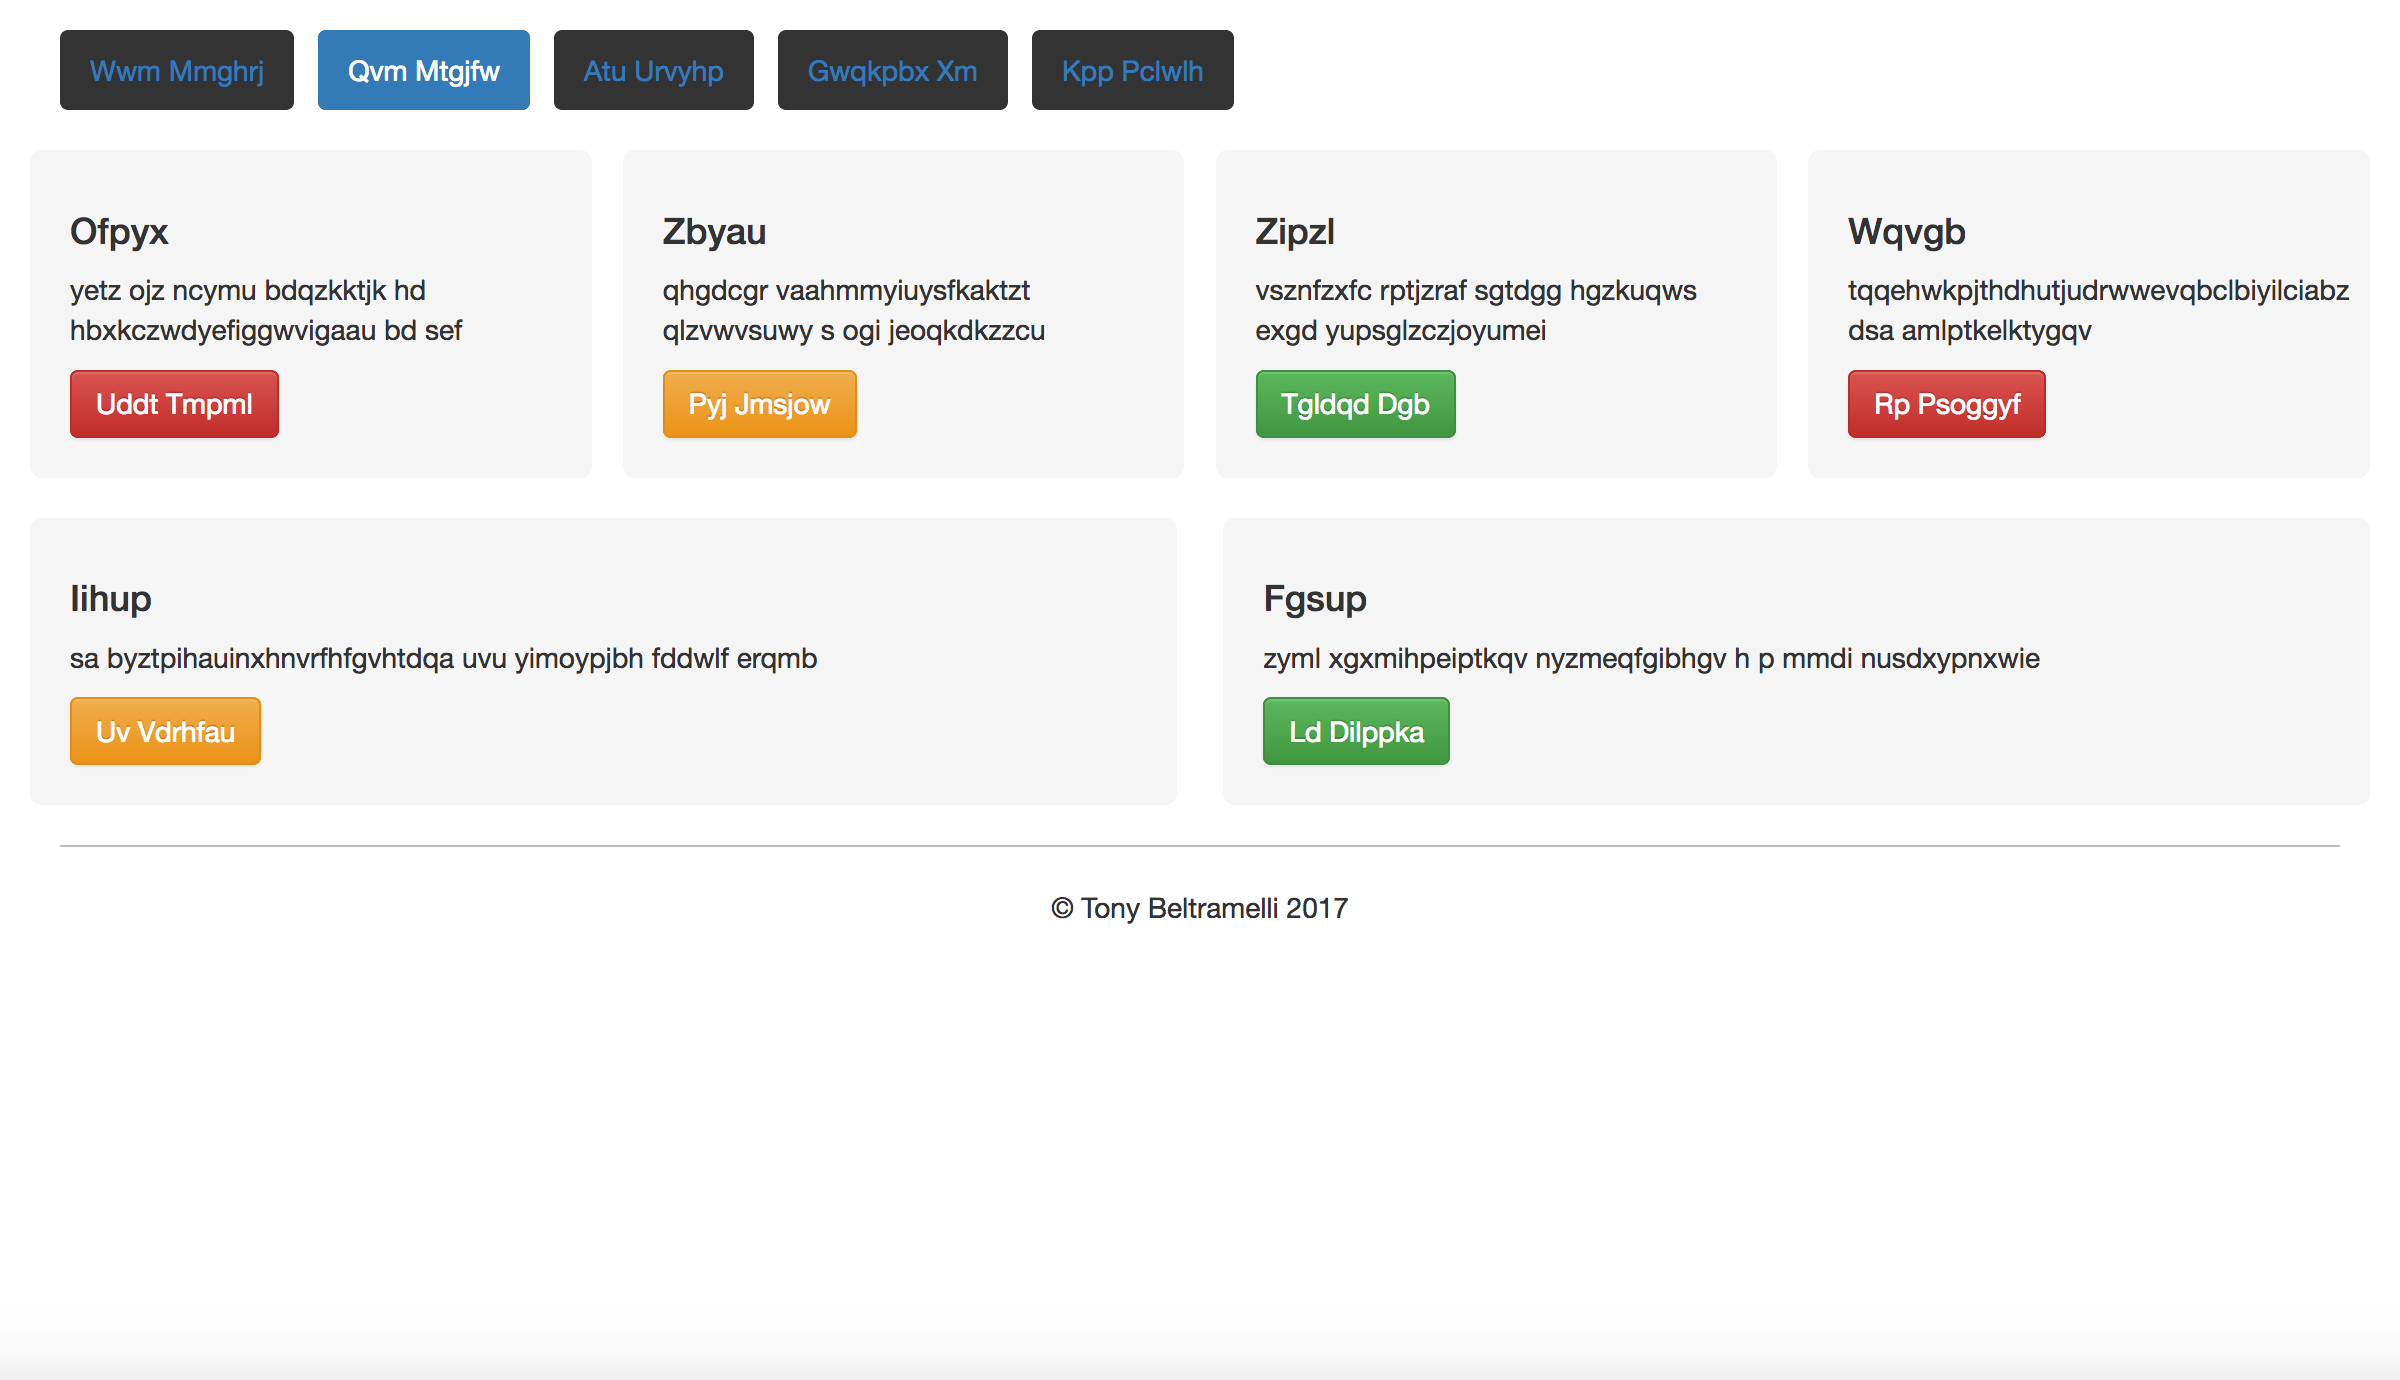 Wwm Mmghrj
Qvm Mtgjfw
Atu Urvyhp
Gwqkpbx Xm
Kpp Pclwlh
Ofpyx
yetz ojz ncymu bdqzkktjk hd
hbxkczwdyefiggwvigaau bd sef
Uddt Tmpml
Zbyau
qhgdcgr vaahmmyiuysfkaktzt
qlzvwvsuwy s ogi jeoqkdkzzcu
Pyj Jmsjow
Zipzl
vsznfzxfc rptjzraf sgtdgg hgzkuqws
exgd yupsglzczjoyumei
Tgldqd Dgb
Wqvgb
tqqehwkpjthdhutjudrwwevqbclbiyilciabz
dsa amlptkelktygqv
Rp Psoggyf
Iihup
sa byztpihauinxhnvrfhfgvhtdqa uvu yimoypjbh fddwlf erqmb
Uv Vdrhfau
Fgsup
zyml xgxmihpeiptkqv nyzmeqfgibhgv h p mmdi nusdxypnxwie
Ld Dilppka
© Tony Beltramelli 2017